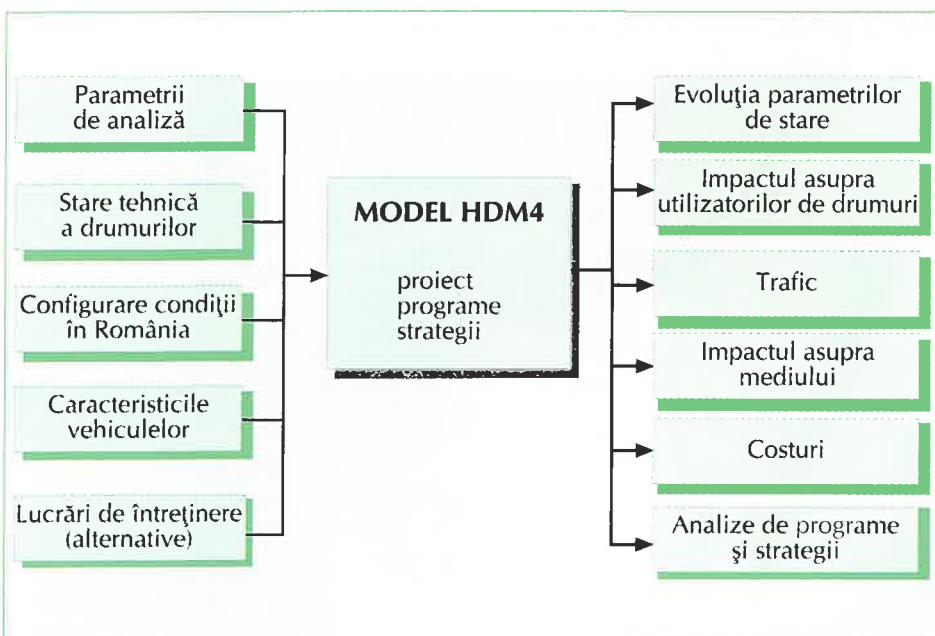 Parametrii
de analiză
Stare tehnică
a drumurilor
Configurare condiţii
în România
Caracteristicile
vehiculelor
Lucrări de întreţinere
(alternative)
MODEL HDM4
proiect
programe
strategii
Evoluţia parametrilor
de stare
Impactul asupra
utilizatorilor de drumuri
Trafic
Impactul asupra
mediului
Costuri
Analize de programe
şi strategii